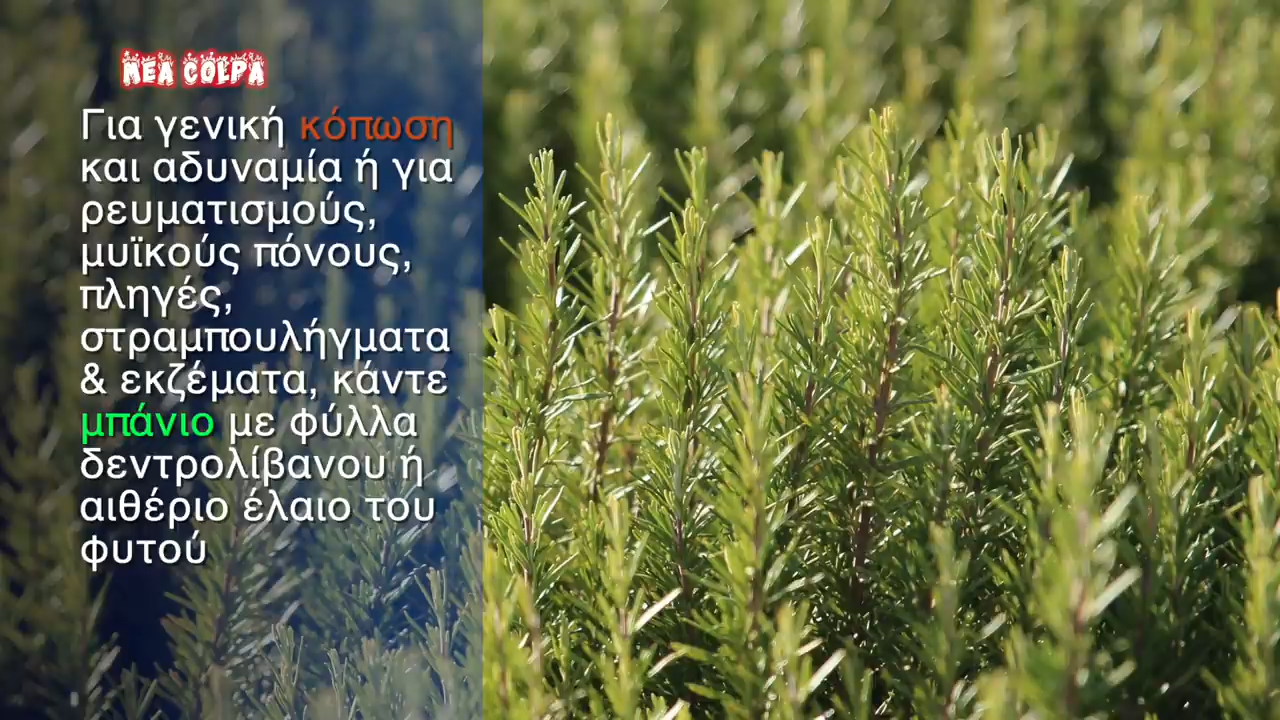 MEA COLPA
Για γενική κόπωση
και αδυναμία ή για
ρευματισμούς,
μυϊκούς πόνους,
πληγές,
στραμπουλήγματα
& εκζέματα, κάντε
μπάνιο με φύλλα
δεντρολίβανου ή
αιθέριο έλαιο του
φυτού